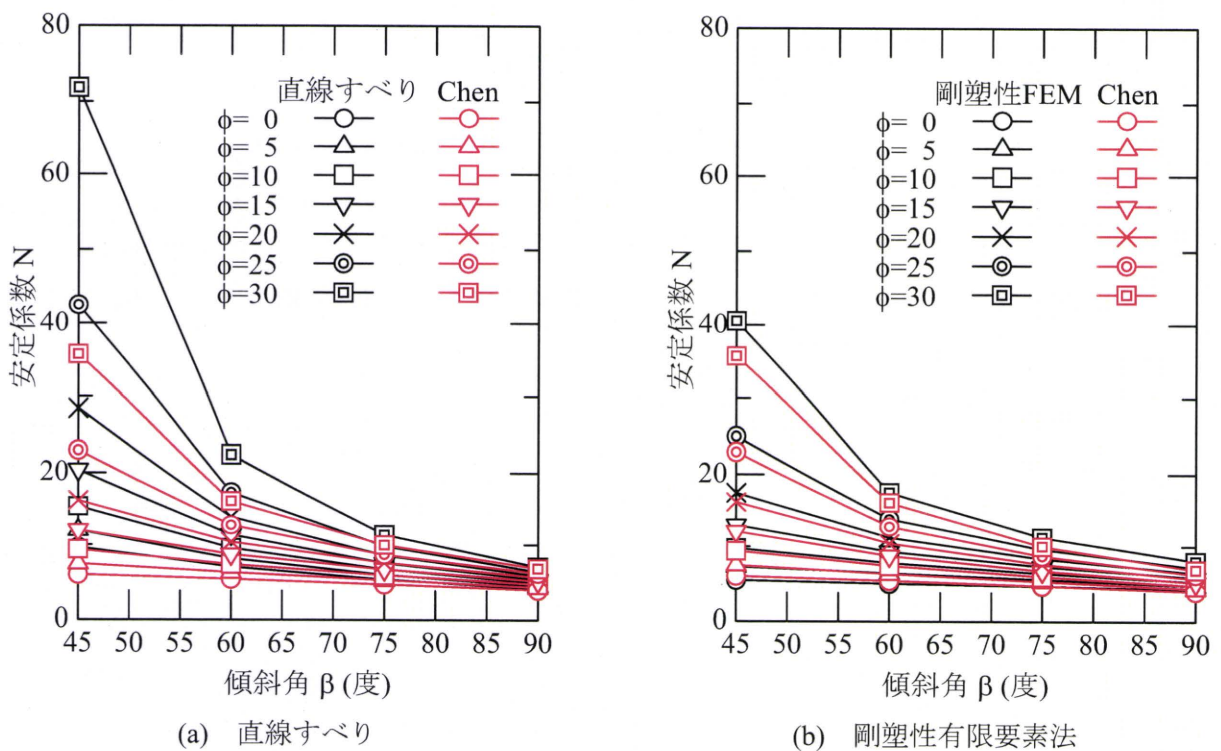 80
60
40
20
0
安定係数 N
直線すべり Chen
ϕ= 0
ϕ= 5
ϕ=10
ϕ=15
ϕ=20
ϕ=25
ϕ=30
45 50 55 60 65 70 75 80 85 90
傾斜角 β (度)
(a) 直線すべり
80
60
40
20
0
安定係数 N
剛塑性FEM Chen
ϕ= 0
ϕ= 5
ϕ=10
ϕ=15
ϕ=20
ϕ=25
ϕ=30
45 50 55 60 65 70 75 80 85 90
傾斜角 β (度)
(b) 剛塑性有限要素法